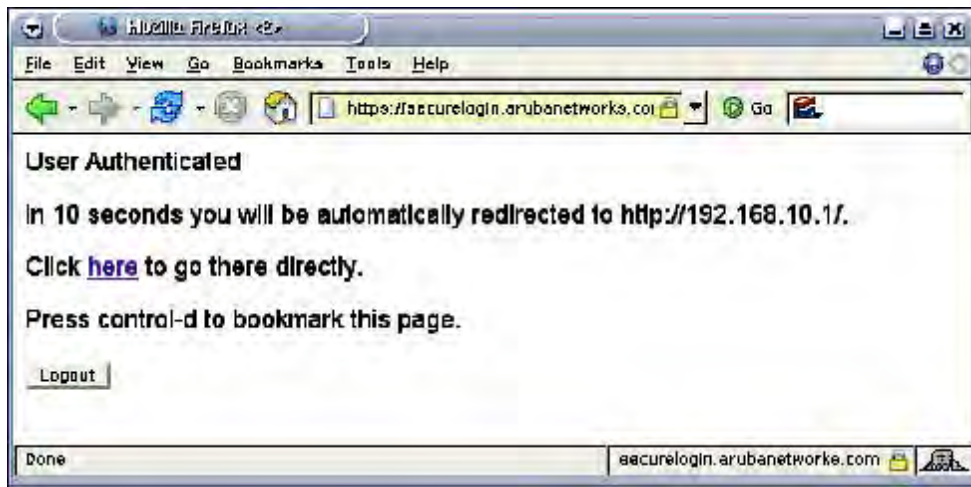 Mozilla Firefox <2>
File Edit View Go Bookmarks Tools Help
https://securelogin.arubanetworks.com Go
User Authenticated
In 10 seconds you will be automatically redirected to http://192.168.10.1/.
Click here to go there directly.
Press control-d to bookmark this page.
Logout
Done securelogin.arubanetworks.com